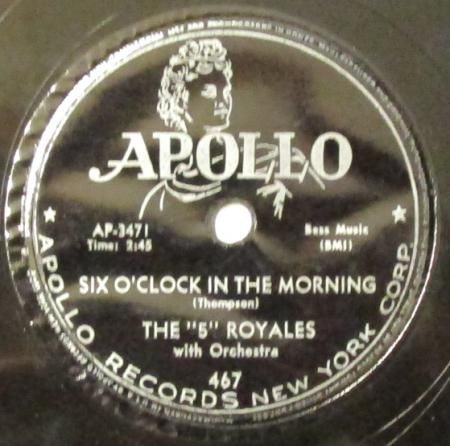 APOLLO
AP-3471
Time: 2:45
Bess Music
(BMI)
SIX O'CLOCK IN THE MORNING
(Thompson)
THE "5" ROYALES
with Orchestra
467
APOLLO RECORDS NEW YORK CORP.